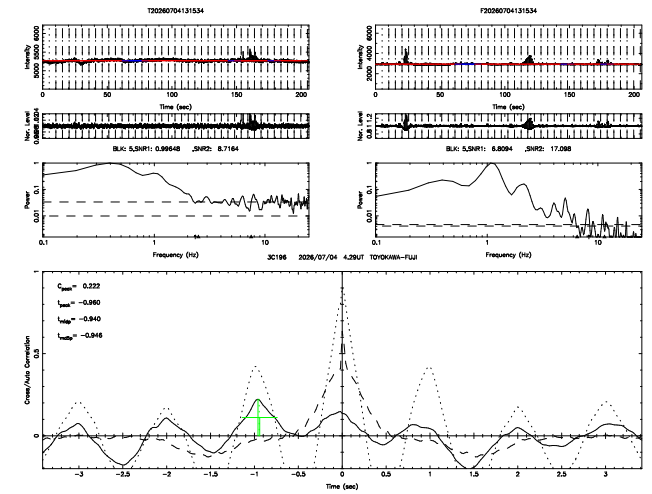 T20260704131534
F20260704131534
Intensity
5000 5500 6000
0 50 100 150 200
Time (sec)
Intensity
2000 4000 6000
0 50 100 150 200
Time (sec)
Nor. Level
Nor. Level
0.8 1 1.2
BLK: 5,SNR1: 0.99648 ,SNR2: 8.7164
BLK: 5,SNR1: 6.8094 ,SNR2: 17.098
Power
0.01 0.1 1
0.1 1 10
Frequency (Hz)
Power
0.01 0.1 1
0.1 1 10
Frequency (Hz)
3C196 2026/07/04 4.29UT TOYOKAWA-FUJI
Cpeak= 0.222
tpeak= -0.960
tmidp= -0.940
tmd5p= -0.946
Cross/Auto Correlation
0 0.5 1
-3 -2.5 -2 -1.5 -1 -0.5 0 0.5 1 1.5 2 2.5 3
Time (sec)